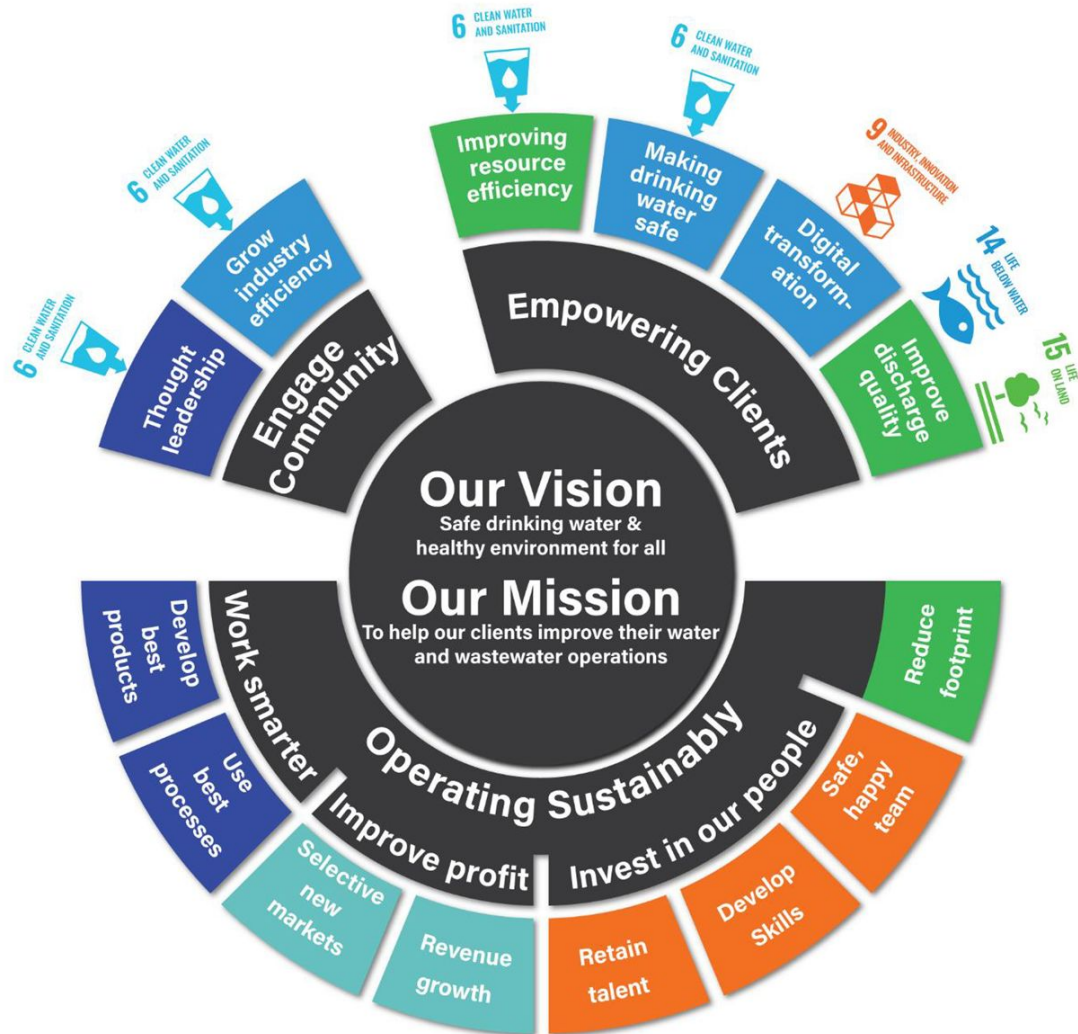 6 CLEAN WATER
AND SANITATION
6 CLEAN WATER
AND SANITATION
6 CLEAN WATER
AND SANITATION
6 CLEAN WATER
AND SANITATION
9 INDUSTRY, INNOVATION
AND INFRASTRUCTURE
14 LIFE
BELOW WATER
15 LIFE
ON LAND
Thought
leadership
Grow
industry
efficiency
Engage
Community
Improving
resource
efficiency
Making
drinking
water
safe
Digital
transform-
ation
Improve
discharge
quality
Empowering Clients
Our Vision
Safe drinking water &
healthy environment for all
Our Mission
To help our clients improve their water
and wastewater operations
Operating Sustainably
Work smarter
Develop
best
products
Use
best
processes
Improve profit
Selective
new
markets
Revenue
growth
Invest in our people
Retain
talent
Develop
Skills
Safe,
happy
team
Reduce
footprint